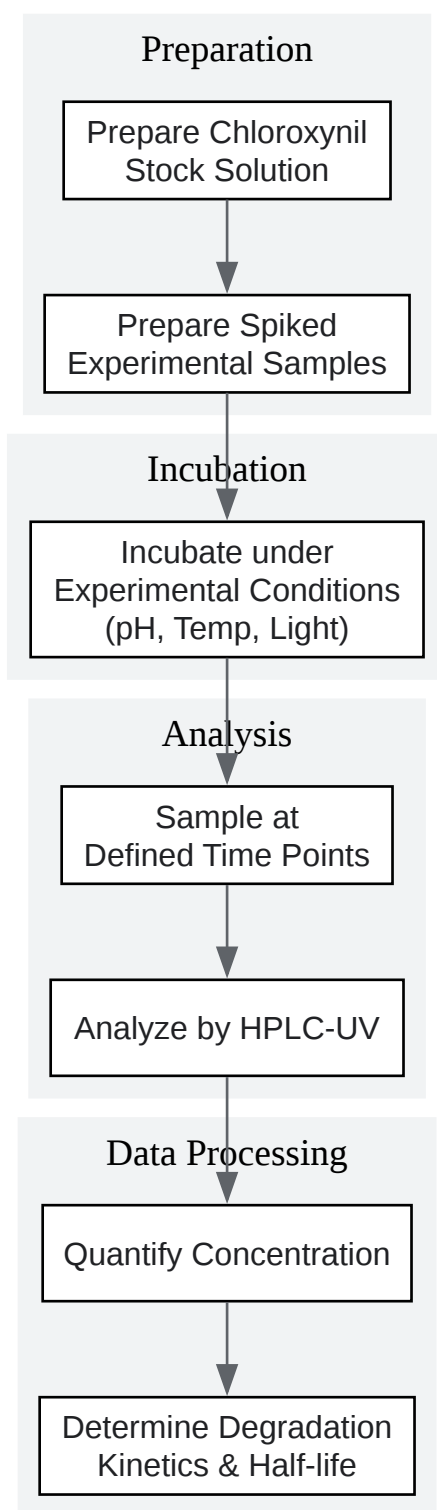 Preparation
Prepare Chloroxynil
Stock Solution
Prepare Spiked
Experimental Samples
Incubation
Incubate under
Experimental Conditions
(pH, Temp, Light)
Analysis
Sample at
Defined Time Points
Analyze by HPLC-UV
Data Processing
Quantify Concentration
Determine Degradation
Kinetics & Half-life